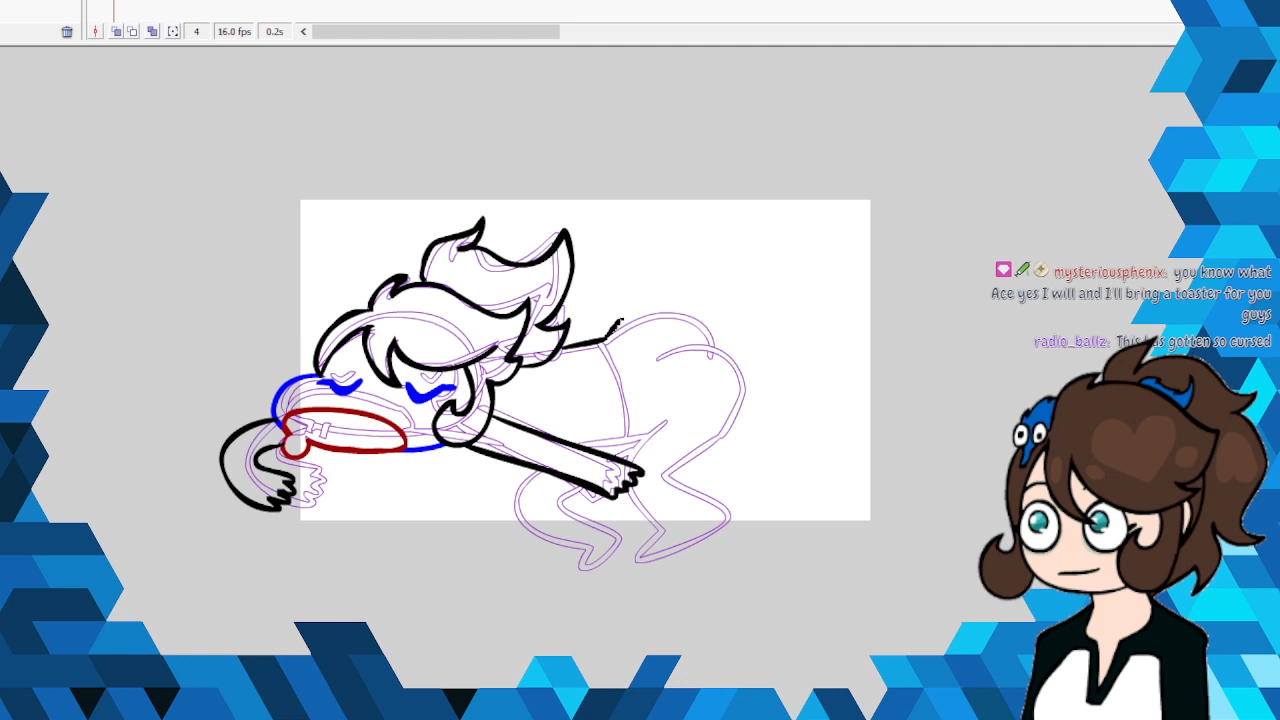 4 16.0 fps 0.2s
mysteriousphenix: you know what
Ace yes I will and I'll bring a toaster for you
guys
radio_ballz: This has gotten so cursed